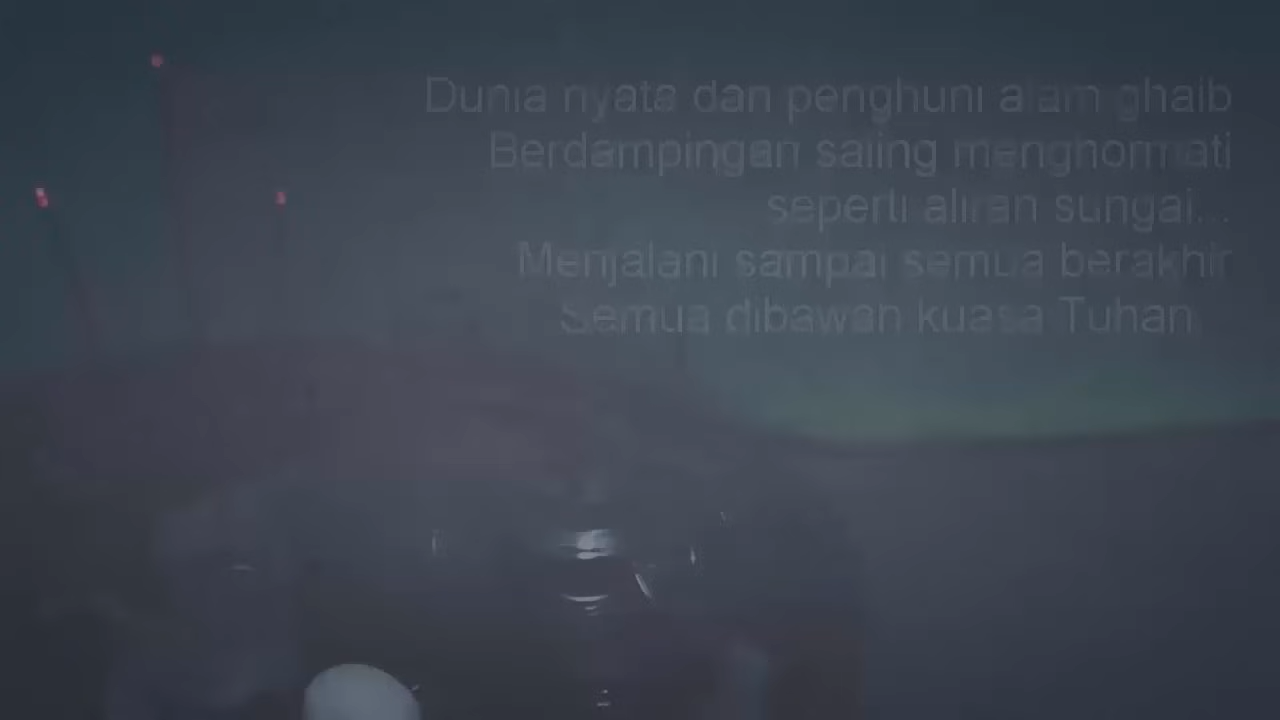 Dunia nyata dan penghuni alam ghaib
Berdampingan saling menghormati
seperti aliran sungai...
Menjalani sampai semua berakhir
Semua dibawah kuasa Tuhan